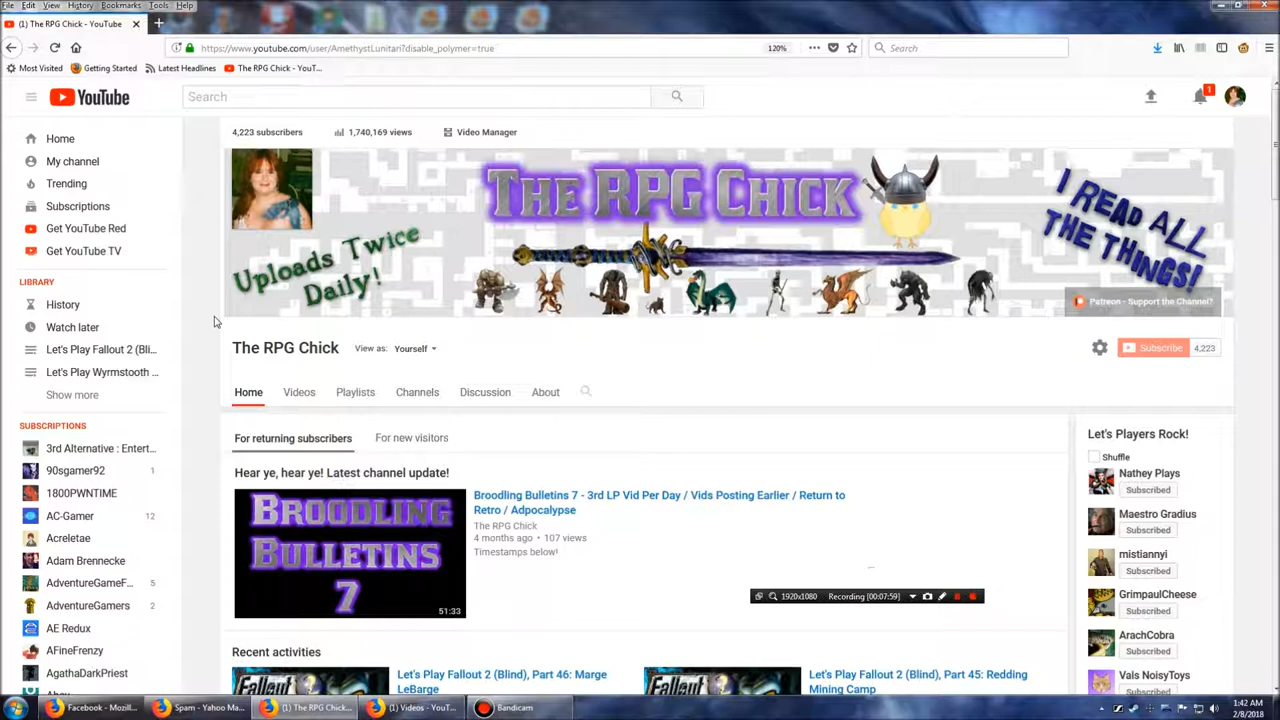 File Edit View History Bookmarks Tools Help
(1) The RPG Chick - YouTube
https://www.youtube.com/user/AmethystLunitari?disable_polymer=true
120%
Search
Most Visited
Getting Started
Latest Headlines
The RPG Chick - YouT...
YouTube
Search
1
Home
My channel
Trending
Subscriptions
Get YouTube Red
Get YouTube TV
LIBRARY
History
Watch later
Let's Play Fallout 2 (Bli...
Let's Play Wyrmstooth ...
Show more
SUBSCRIPTIONS
3rd Alternative : Entert...
90sgamer92 1
1800PWNTIME
AC-Gamer 12
Acreletae
Adam Brennecke
AdventureGameF... 5
AdventureGamers 2
AE Redux
AFineFrenzy
AgathaDarkPriest
4,223 subscribers
1,740,169 views
Video Manager
THE RPG CHICK
UPLOADS TWICE
DAILY!
I READ ALL
THE THINGS!
Patreon - Support the Channel?
The RPG Chick
View as: Yourself
Subscribe 4,223
Home Videos Playlists Channels Discussion About
For returning subscribers
For new visitors
Hear ye, hear ye! Latest channel update!
BROODLING
BULLETINS
7
51:33
Broodling Bulletins 7 - 3rd LP Vid Per Day / Vids Posting Earlier / Return to
Retro / Adpocalypse
The RPG Chick
4 months ago • 107 views
Timestamps below!
1920x1080 Recording [00:07:59]
Recent activities
Let's Play Fallout 2 (Blind), Part 46: Marge
LeBarge
Let's Play Fallout 2 (Blind), Part 45: Redding
Mining Camp
Let's Players Rock!
Shuffle
Nathey Plays
Subscribed
Maestro Gradius
Subscribed
mistiannyi
Subscribed
GrimpaulCheese
Subscribed
ArachCobra
Subscribed
Vals NoisyToys
Subscribed
Facebook - Mozill...
Spam - Yahoo Ma...
(1) The RPG Chick...
(1) Videos - YouT...
Bandicam
1:42 AM
2/8/2018